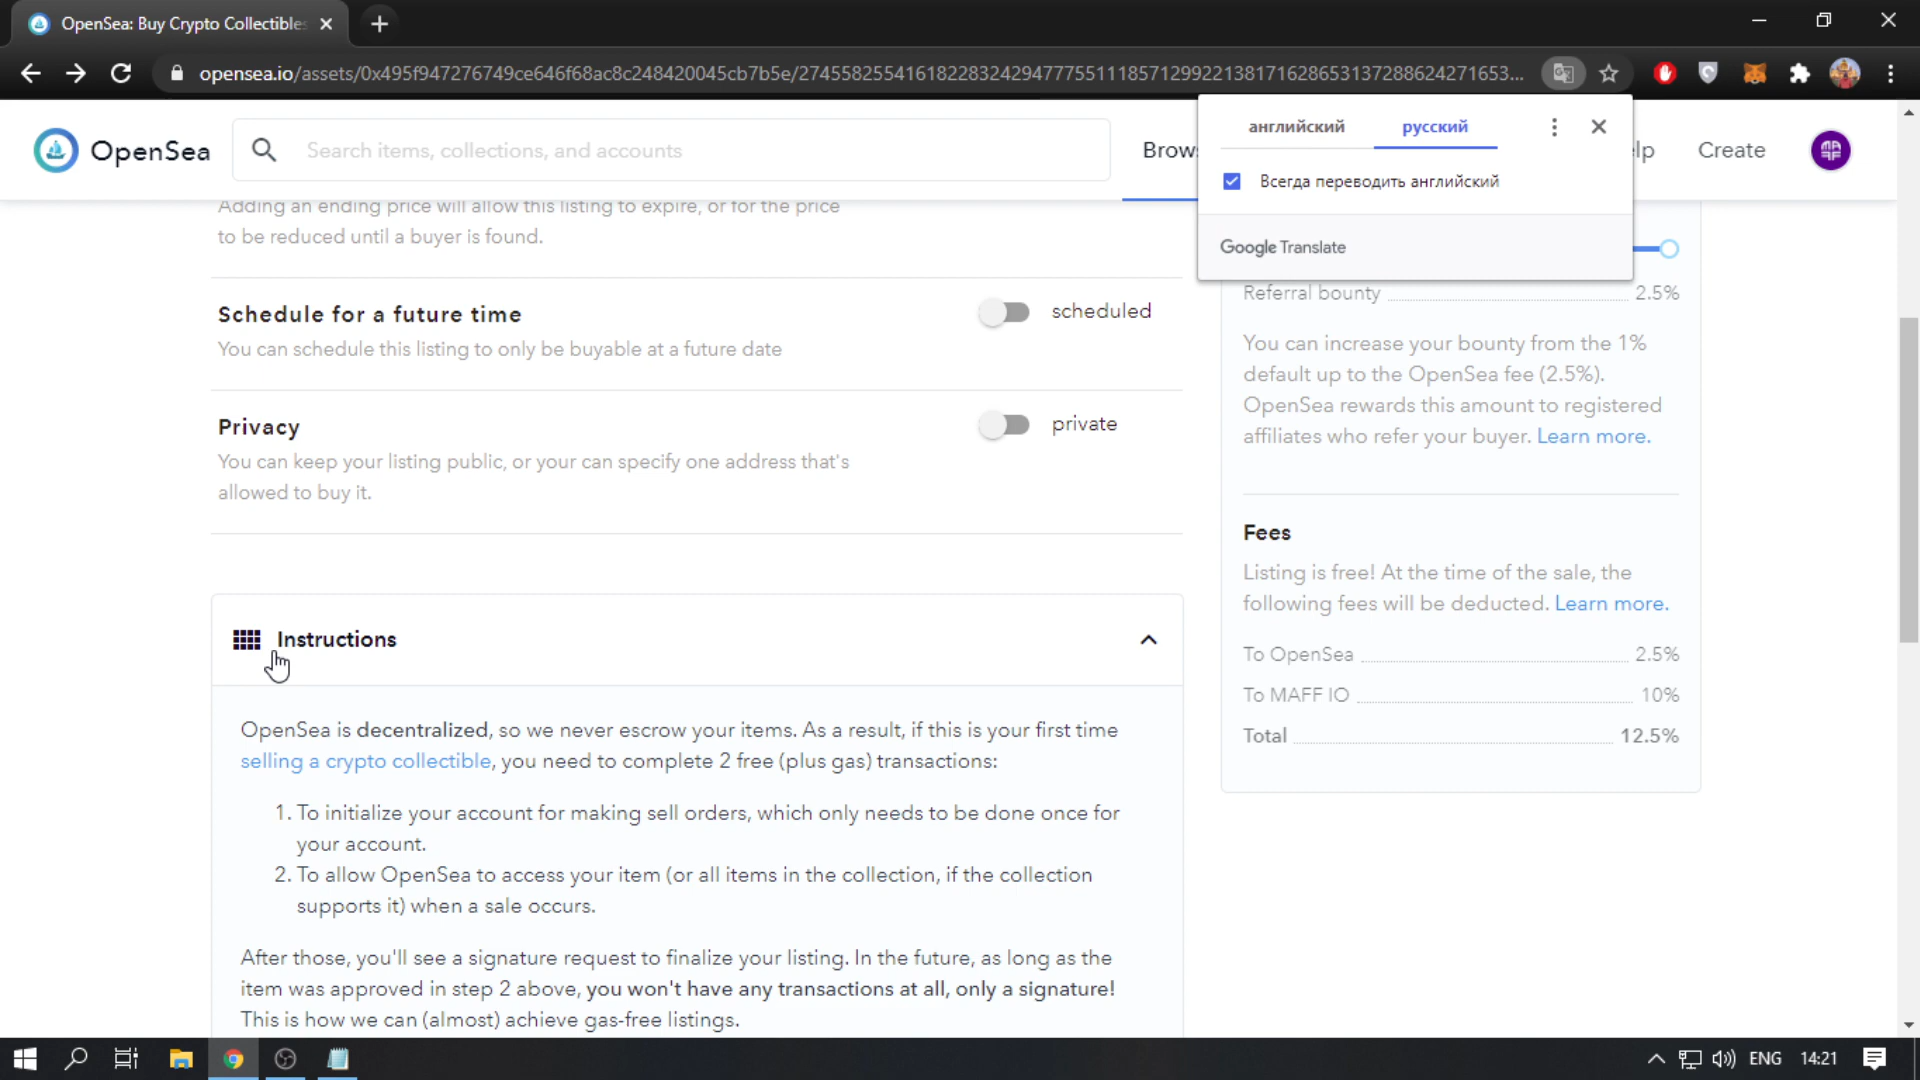 OpenSea: Buy Crypto Collectibles
opensea.io/assets/0x495f947276749ce646f68ac8c248420045cb7b5e/27455825541618228324294777551118571299221381716286531372886242716 53...
OpenSea
Search items, collections, and accounts
Brows
elp
Create
английский
русский
Всегда переводить английский
Google Translate
Adding an ending price will allow this listing to expire, or for the price
to be reduced until a buyer is found.
Schedule for a future time
scheduled
You can schedule this listing to only be buyable at a future date
Privacy
private
You can keep your listing public, or your can specify one address that's
allowed to buy it.
Instructions
OpenSea is decentralized, so we never escrow your items. As a result, if this is your first time
selling a crypto collectible, you need to complete 2 free (plus gas) transactions:
1. To initialize your account for making sell orders, which only needs to be done once for
your account.
2. To allow OpenSea to access your item (or all items in the collection, if the collection
supports it) when a sale occurs.
After those, you'll see a signature request to finalize your listing. In the future, as long as the
item was approved in step 2 above, you won't have any transactions at all, only a signature!
This is how we can (almost) achieve gas-free listings.
Referral bounty 2.5%
You can increase your bounty from the 1%
default up to the OpenSea fee (2.5%).
OpenSea rewards this amount to registered
affiliates who refer your buyer. Learn more.
Fees
Listing is free! At the time of the sale, the
following fees will be deducted. Learn more.
To OpenSea 2.5%
To MAFF IO 10%
Total 12.5%
ENG
14:21